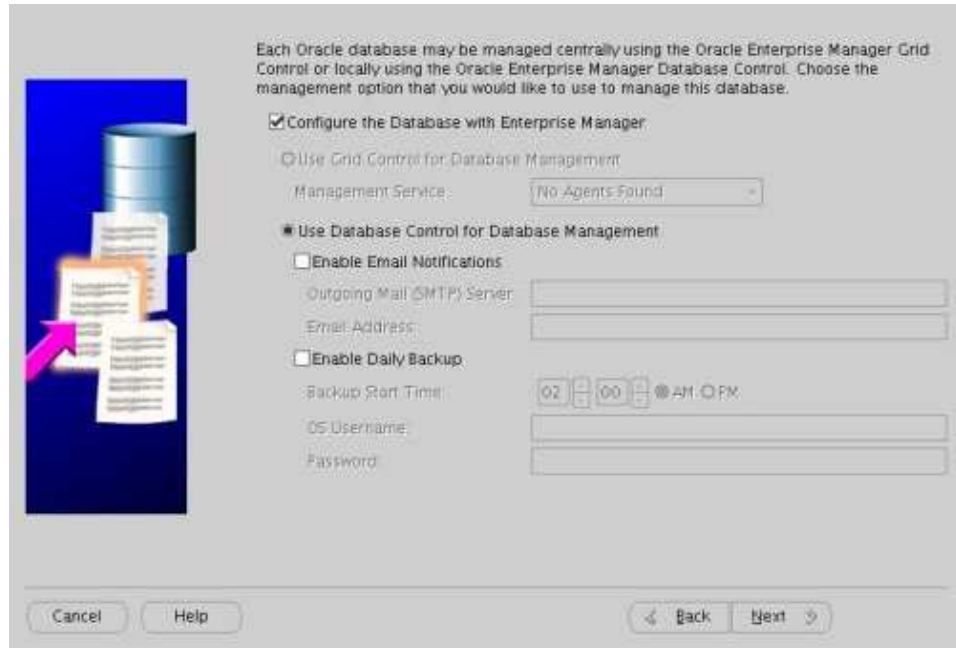 Each Oracle database may be managed centrally using the Oracle Enterprise Manager Grid
Control or locally using the Oracle Enterprise Manager Database Control. Choose the
management option that you would like to use to manage this database.
Configure the Database with Enterprise Manager
Use Grid Control for Database Management
Management Service: No Agents Found
Use Database Control for Database Management
Enable Email Notifications
Outgoing Mail (SMTP) Server:
Email Address:
Enable Daily Backup
Backup Start Time: 02 00 AM PM
OS Username:
Password:
Cancel Help Back Next